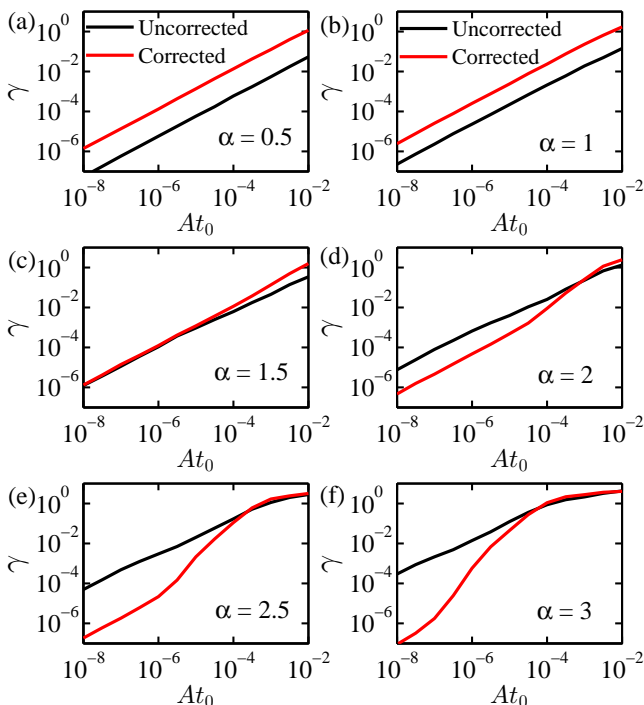 (a)
10^0
10^-2
10^-4
10^-6
γ
Uncorrected
Corrected
α = 0.5
10^-8 10^-6 10^-4 10^-2
At_0
(b)
10^0
10^-2
10^-4
10^-6
γ
Uncorrected
Corrected
α = 1
10^-8 10^-6 10^-4 10^-2
At_0
(c)
10^0
10^-2
10^-4
10^-6
γ
α = 1.5
10^-8 10^-6 10^-4 10^-2
At_0
(d)
10^0
10^-2
10^-4
10^-6
γ
α = 2
10^-8 10^-6 10^-4 10^-2
At_0
(e)
10^0
10^-2
10^-4
10^-6
γ
α = 2.5
10^-8 10^-6 10^-4 10^-2
At_0
(f)
10^0
10^-2
10^-4
10^-6
γ
α = 3
10^-8 10^-6 10^-4 10^-2
At_0